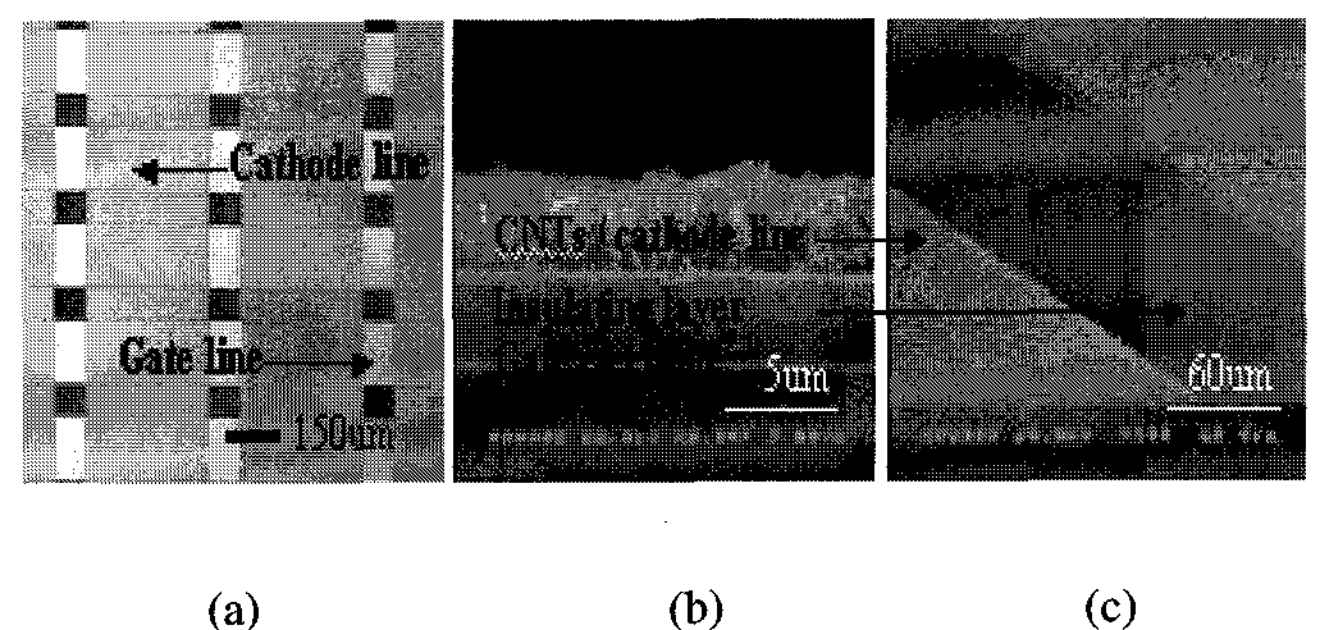 Cathode line
Gate line
150um
CNTs / cathode line
Insulating layer
5um
60um
(a)
(b)
(c)